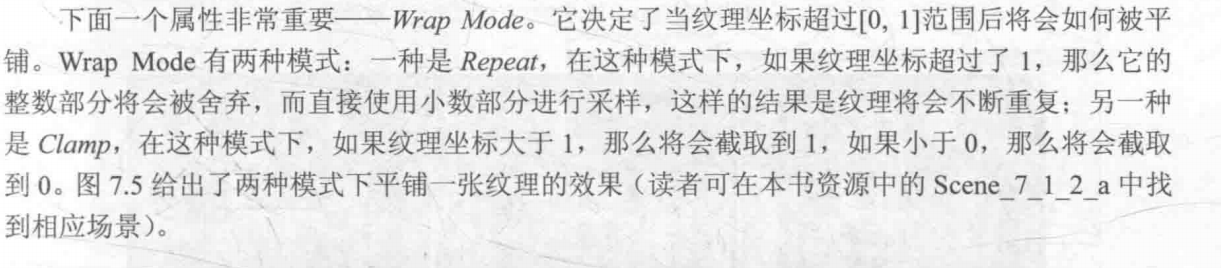 下面一个属性非常重要——Wrap Mode。它决定了当纹理坐标超过[0, 1]范围后将会如何被平
铺。Wrap Mode 有两种模式：一种是 Repeat，在这种模式下，如果纹理坐标超过了 1，那么它的
整数部分将会被舍弃，而直接使用小数部分进行采样，这样的结果是纹理将会不断重复；另一种
是 Clamp，在这种模式下，如果纹理坐标大于 1，那么将会截取到 1，如果小于 0，那么将会截取
到 0。图 7.5 给出了两种模式下平铺一张纹理的效果（读者可在本书资源中的 Scene_7_1_2_a 中找
到相应场景）。